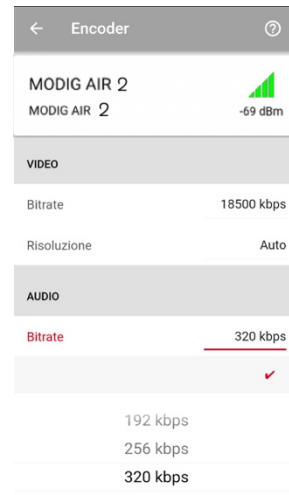 Encoder
MODIG AIR 2
MODIG AIR 2
-69 dBm
VIDEO
Bitrate 18500 kbps
Risoluzione Auto
AUDIO
Bitrate 320 kbps
192 kbps
256 kbps
320 kbps